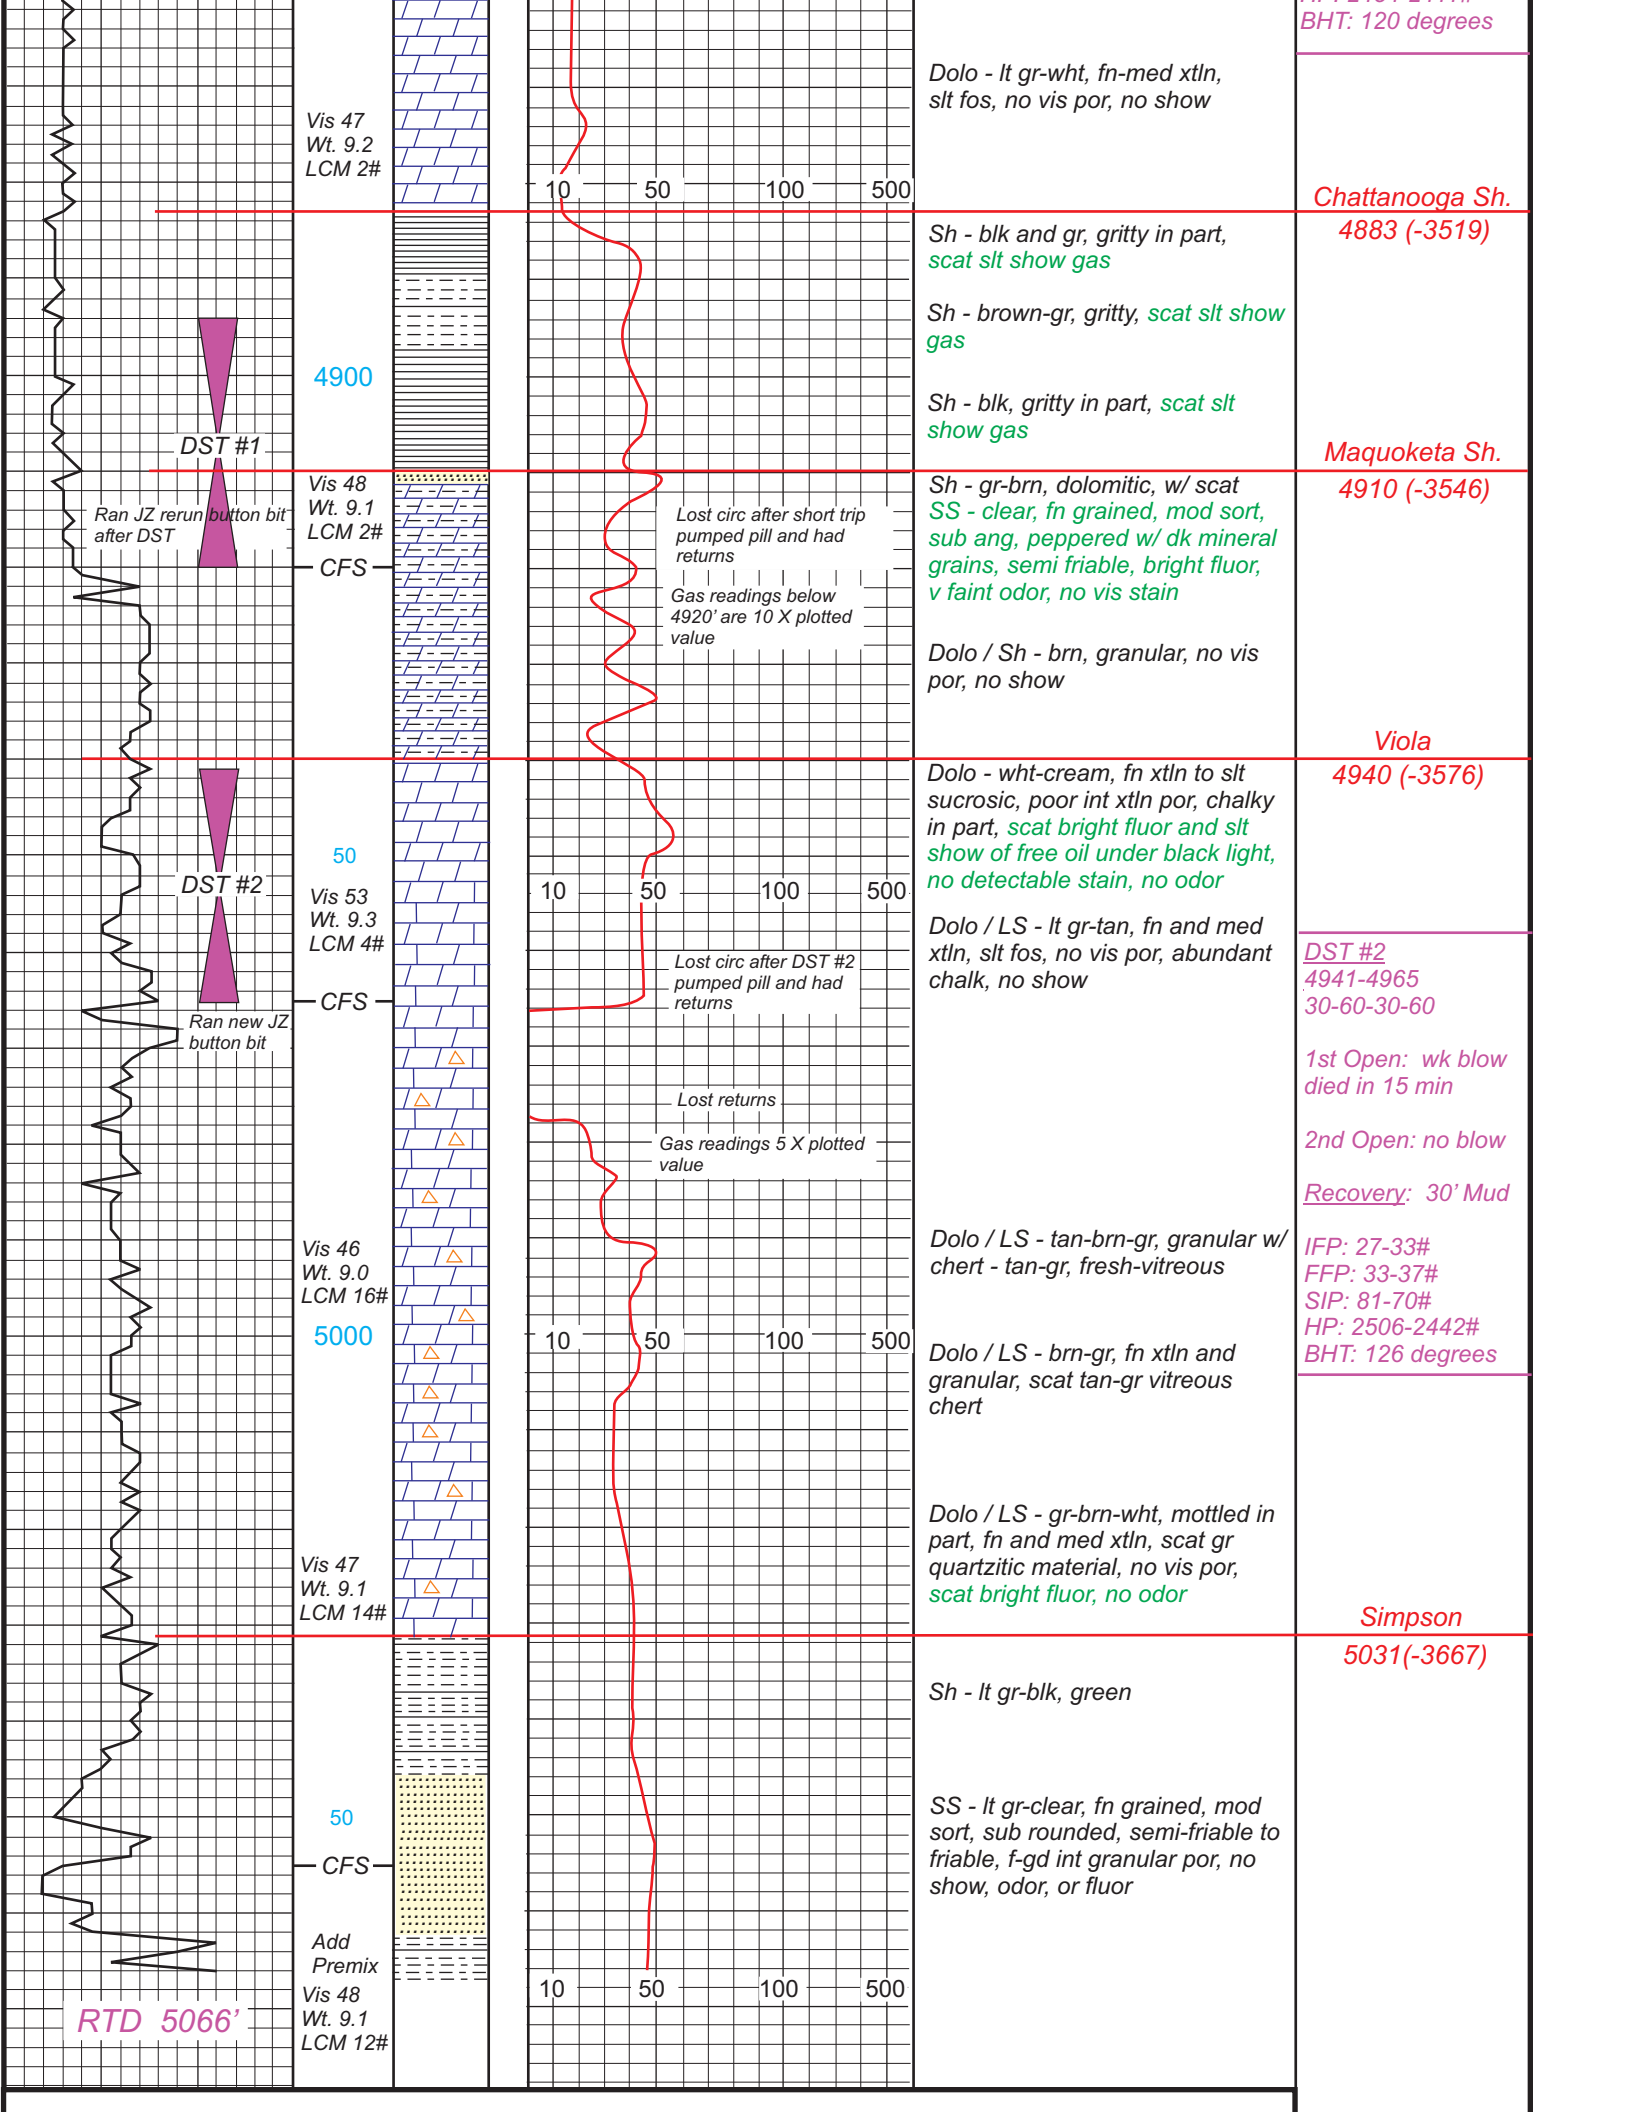 BHT: 120 degrees
Dolo - lt gr-wht, fn-med xtln,
slt fos, no vis por, no show
Vis 47
Wt. 9.2
LCM 2#
10 50 100 500
Chattanooga Sh.
4883 (-3519)
Sh - blk and gr, gritty in part,
scat slt show gas
Sh - brown-gr, gritty, scat slt show
gas
4900
Sh - blk, gritty in part, scat slt
show gas
DST #1
Maquoketa Sh.
4910 (-3546)
Vis 48
Wt. 9.1
LCM 2#
Ran JZ rerun button bit
after DST
CFS
Lost circ after short trip
pumped pill and had
returns
Gas readings below
4920' are 10 X plotted
value
Sh - gr-brn, dolomitic, w/ scat
SS - clear, fn grained, mod sort,
sub ang, peppered w/ dk mineral
grains, semi friable, bright fluor,
v faint odor, no vis stain
Dolo / Sh - brn, granular, no vis
por, no show
Viola
4940 (-3576)
Dolo - wht-cream, fn xtln to slt
sucrosic, poor int xtln por, chalky
in part, scat bright fluor and slt
show of free oil under black light,
no detectable stain, no odor
50
DST #2
10 50 100 500
Vis 53
Wt. 9.3
LCM 4#
Dolo / LS - lt gr-tan, fn and med
xtln, slt fos, no vis por, abundant
chalk, no show
Lost circ after DST #2
pumped pill and had
returns
CFS
Ran new JZ
button bit
DST #2
4941-4965
30-60-30-60
1st Open: wk blow
died in 15 min
2nd Open: no blow
Recovery: 30' Mud
IFP: 27-33#
FFP: 33-37#
SIP: 81-70#
HP: 2506-2442#
BHT: 126 degrees
Lost returns
Gas readings 5 X plotted
value
Dolo / LS - tan-brn-gr, granular w/
chert - tan-gr, fresh-vitreous
Vis 46
Wt. 9.0
LCM 16#
5000
10 50 100 500
Dolo / LS - brn-gr, fn xtln and
granular, scat tan-gr vitreous
chert
Dolo / LS - gr-brn-wht, mottled in
part, fn and med xtln, scat gr
quartzitic material, no vis por,
scat bright fluor, no odor
Vis 47
Wt. 9.1
LCM 14#
Simpson
5031(-3667)
Sh - lt gr-blk, green
50
CFS
SS - lt gr-clear, fn grained, mod
sort, sub rounded, semi-friable to
friable, f-gd int granular por, no
show, odor, or fluor
Add
Premix
10 50 100 500
Vis 48
Wt. 9.1
LCM 12#
RTD 5066'